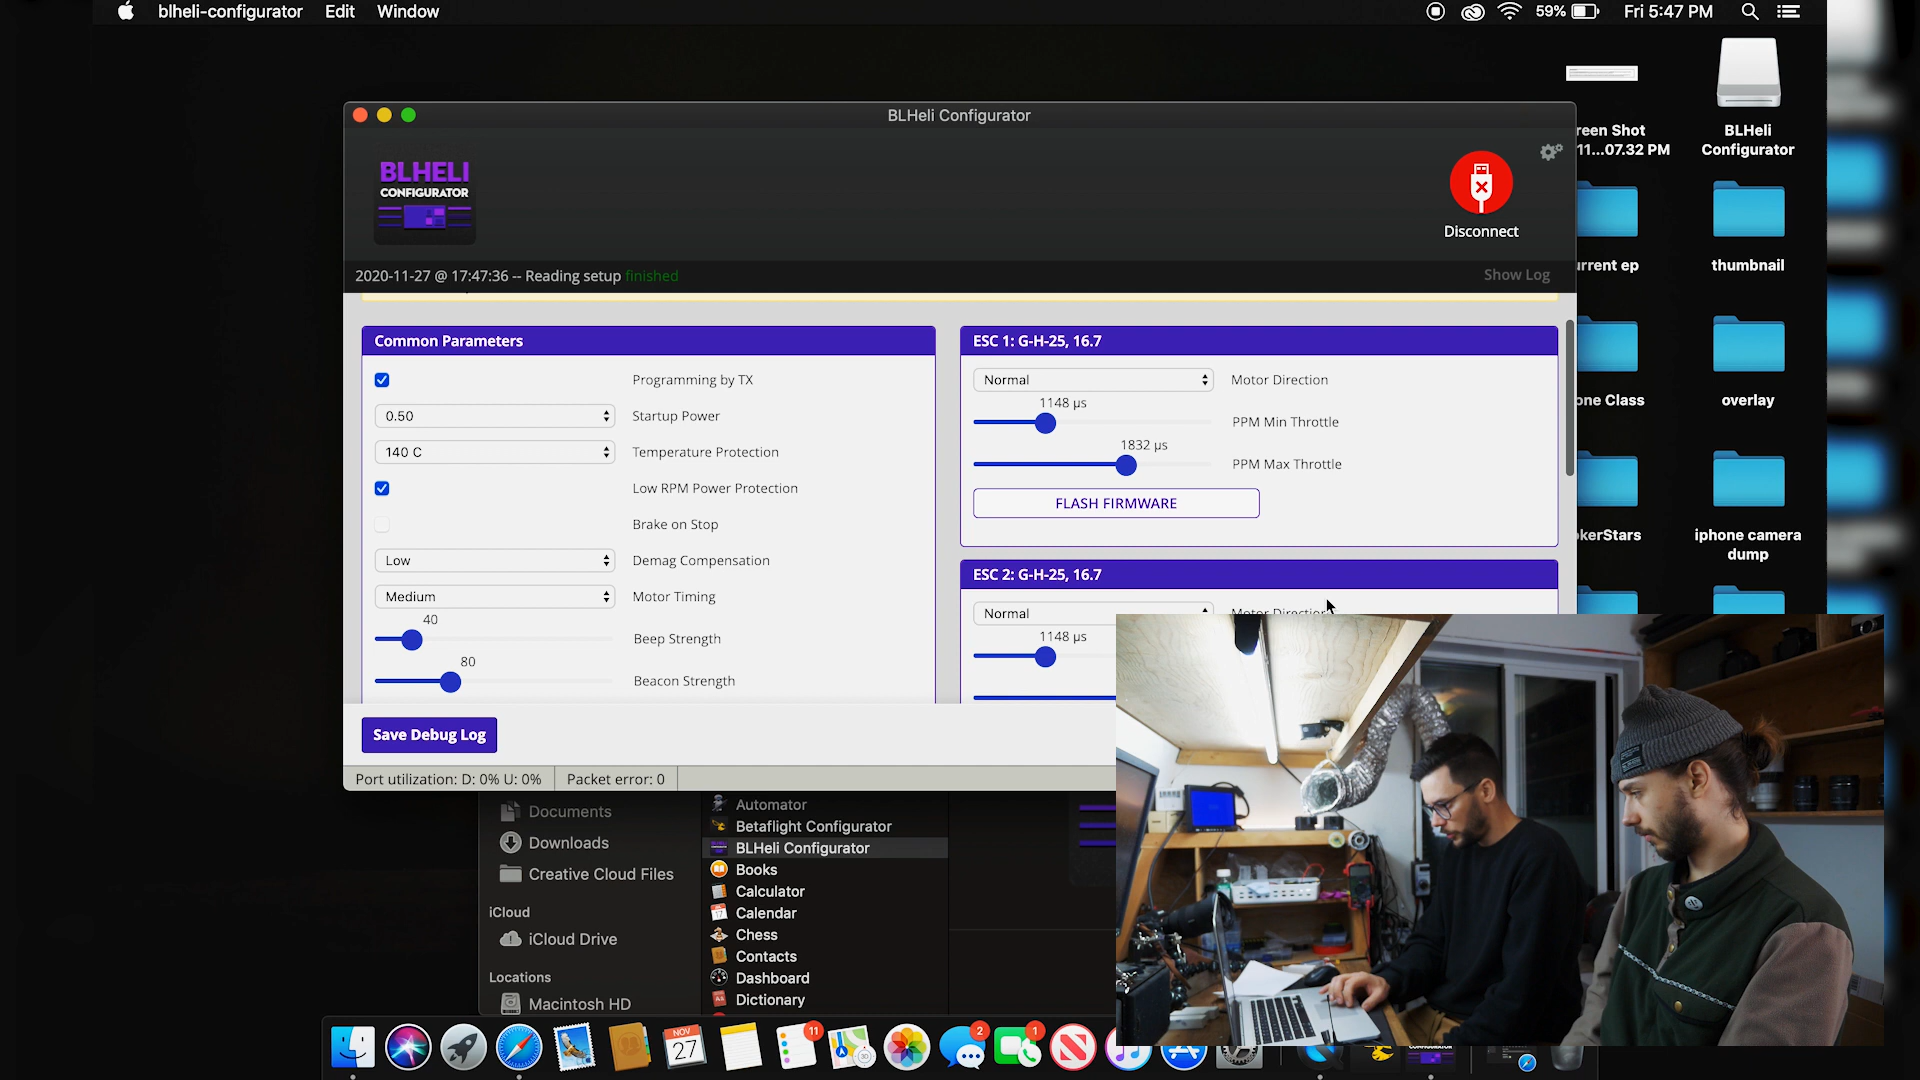 blheli-configurator Edit Window
59% Fri 5:47 PM
BLHeli Configurator
BLHELI
CONFIGURATOR
Disconnect
2020-11-27 @ 17:47:36 -- Reading setup finished
Show Log
Common Parameters
Programming by TX
0.50 Startup Power
140 C Temperature Protection
Low RPM Power Protection
Brake on Stop
Low Demag Compensation
Medium Motor Timing
40
Beep Strength
80
Beacon Strength
ESC 1: G-H-25, 16.7
Normal Motor Direction
1148 µs
PPM Min Throttle
1832 µs
PPM Max Throttle
FLASH FIRMWARE
ESC 2: G-H-25, 16.7
Normal Motor Direction
1148 µs
Save Debug Log
Port utilization: D: 0% U: 0% Packet error: 0
reen Shot
11...07.32 PM
BLHeli
Configurator
urrent ep
thumbnail
one Class
overlay
kerStars
iphone camera
dump
Documents
Downloads
Creative Cloud Files
iCloud
iCloud Drive
Locations
Macintosh HD
Automator
Betaflight Configurator
BLHeli Configurator
Books
Calculator
Calendar
Chess
Contacts
Dashboard
Dictionary
NOV
27
11
2
1